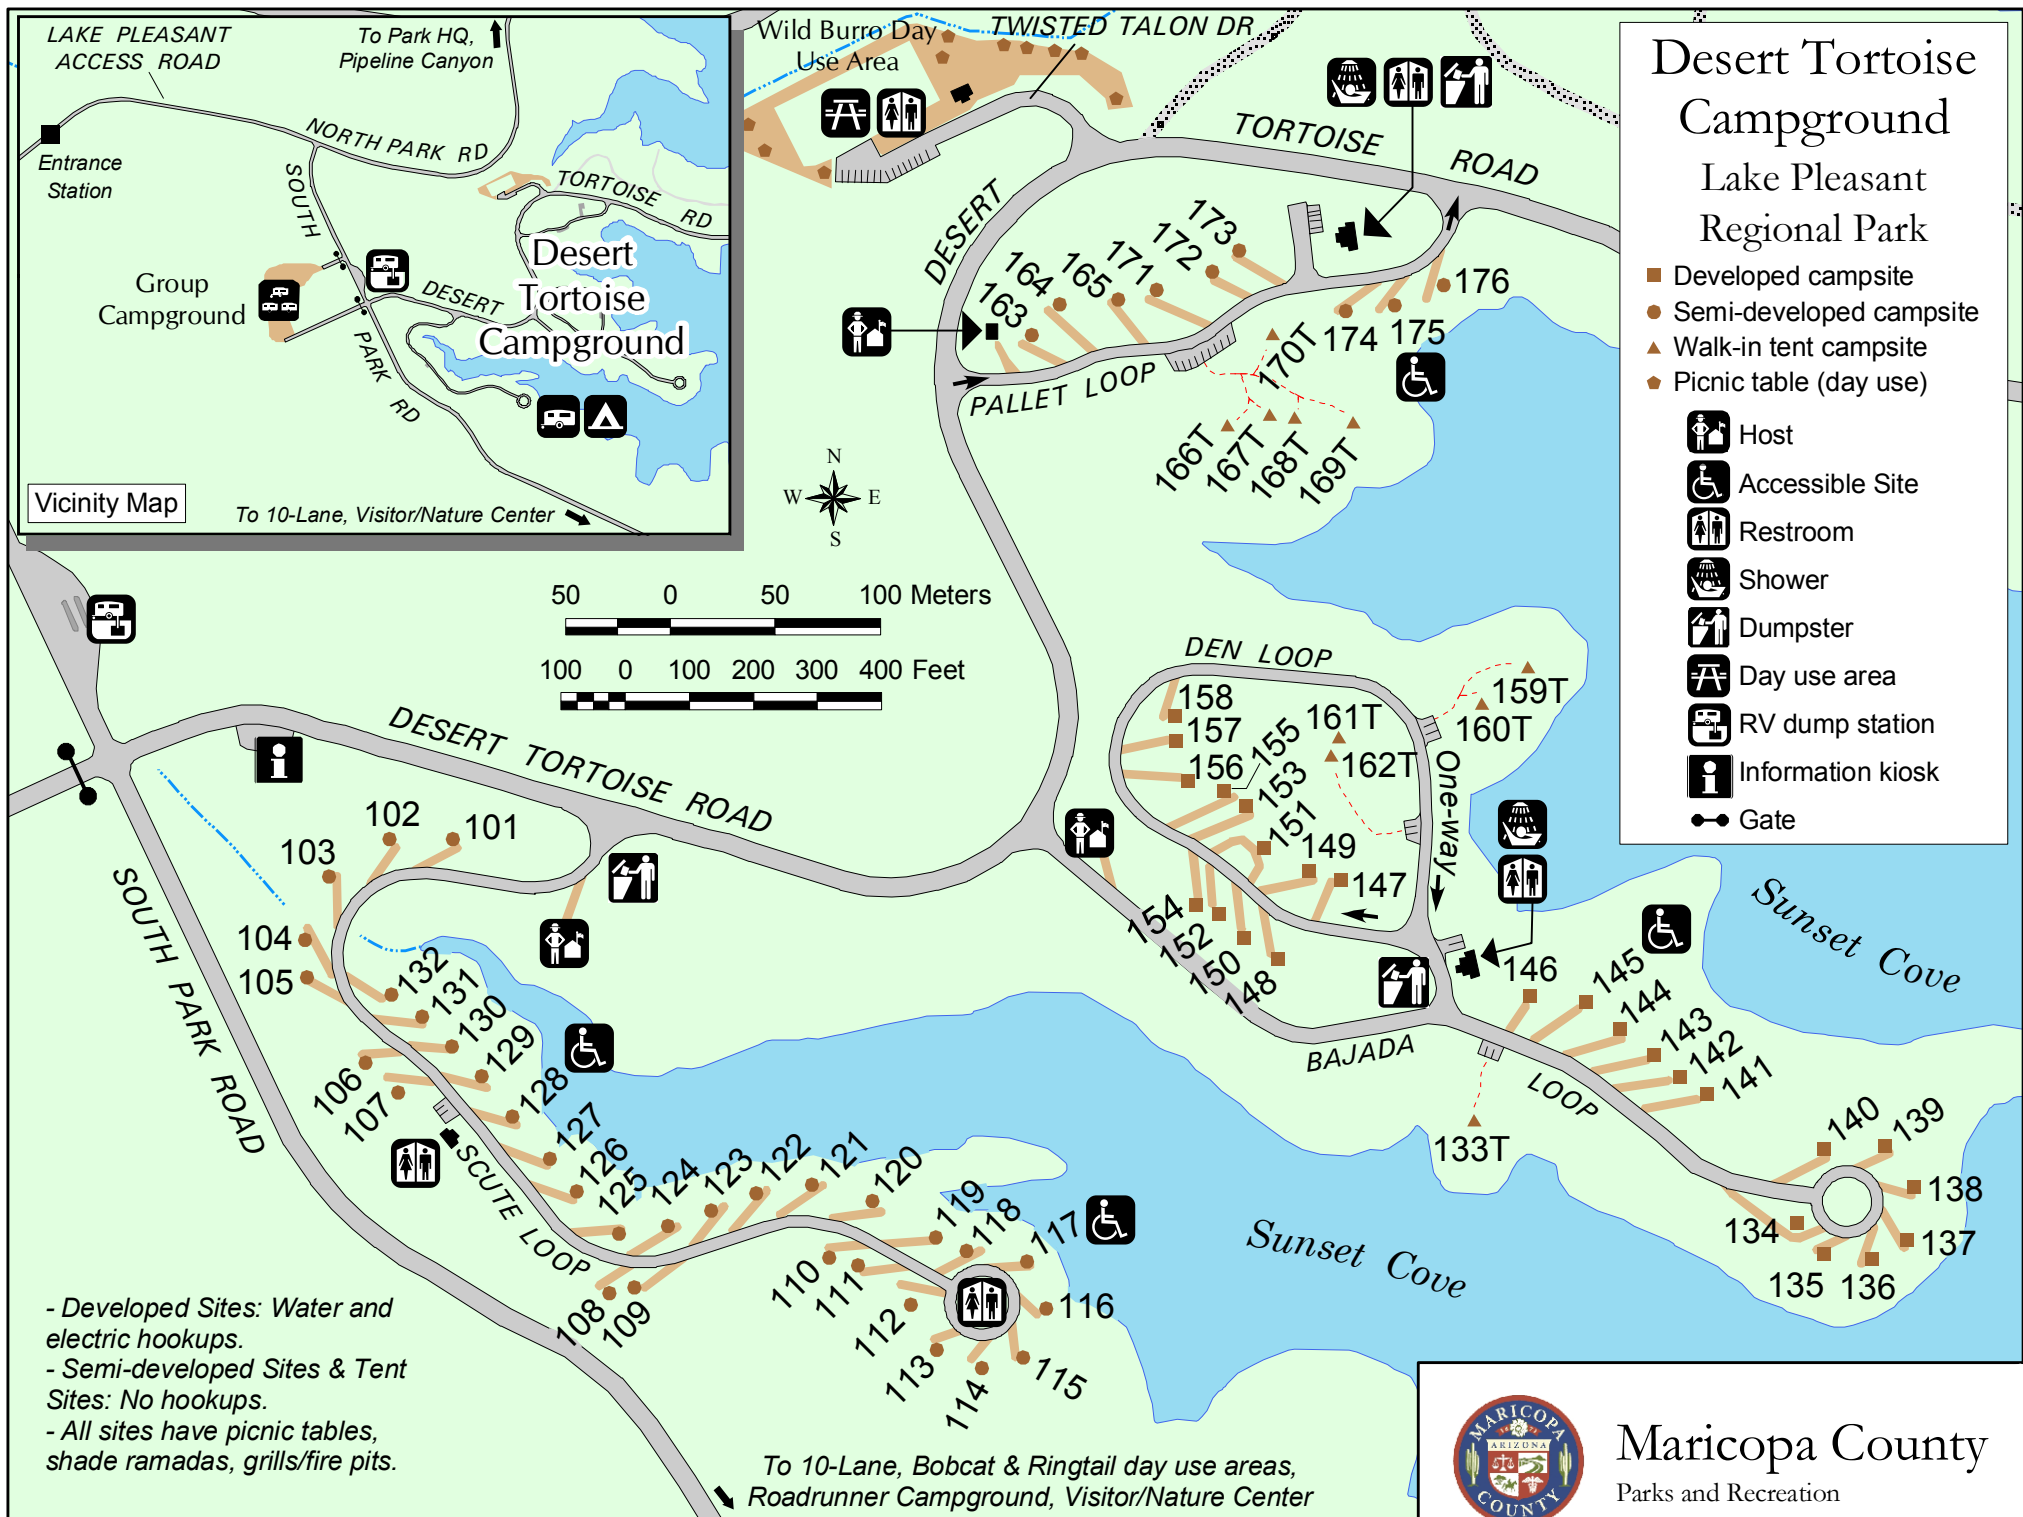 LAKE PLEASANT
ACCESS ROAD
To Park HQ,
Pipeline Canyon
NORTH PARK RD
Entrance
Station
SOUTH
PARK
RD
TORTOISE
RD
Group
Campground
DESERT
Desert
Tortoise
Campground
Vicinity Map
To 10-Lane, Visitor/Nature Center
Wild Burro Day
Use Area
TWISTED TALON DR
DESERT
TORTOISE
ROAD
173
172
171
165
164
163
176
174
175
170T
PALLET LOOP
166T
167T
168T
169T
N
W
E
S
50 0 50 100 Meters
100 0 100 200 300 400 Feet
Desert Tortoise
Campground
Lake Pleasant
Regional Park
Developed campsite
Semi-developed campsite
Walk-in tent campsite
Picnic table (day use)
Host
Accessible Site
Restroom
Shower
Dumpster
Day use area
RV dump station
Information kiosk
Gate
DEN LOOP
158
157
156
155
153
151
149
147
161T
162T
159T
160T
One-way
154
152
150
148
146
145
144
143
142
141
140
139
138
137
136
135
134
133T
BAJADA
LOOP
Sunset Cove
Sunset Cove
DESERT TORTOISE ROAD
SOUTH PARK ROAD
101
102
103
104
105
132
131
130
129
128
127
126
125
124
123
122
121
120
119
118
117
116
115
114
113
112
111
110
109
108
107
106
SCUTE LOOP
- Developed Sites: Water and
electric hookups.
- Semi-developed Sites & Tent
Sites: No hookups.
- All sites have picnic tables,
shade ramadas, grills/fire pits.
To 10-Lane, Bobcat & Ringtail day use areas,
Roadrunner Campground, Visitor/Nature Center
MARICOPA
ARIZONA
COUNTY
Maricopa County
Parks and Recreation